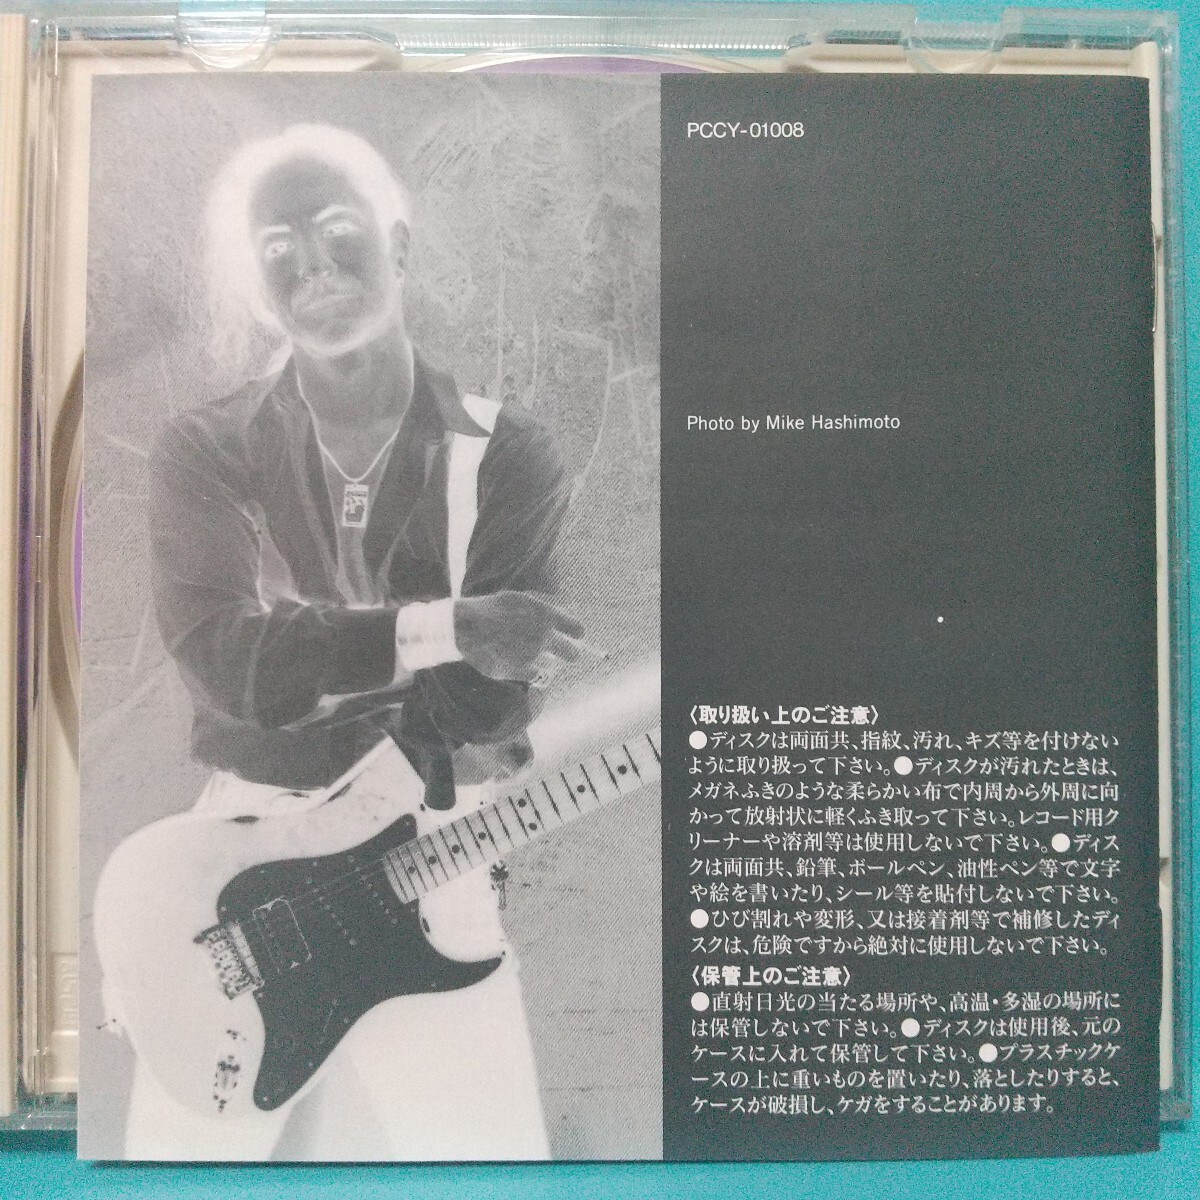 PCCY-01008
Photo by Mike Hashimoto
〈取り扱い上のご注意〉
●ディスクは両面共、指紋、汚れ、キズ等を付けない
ように取り扱って下さい。●ディスクが汚れたときは、
メガネふきのような柔らかい布で内周から外周に向
かって放射状に軽くふき取って下さい。レコード用ク
リーナーや溶剤等は使用しないで下さい。●ディス
クは両面共、鉛筆、ボールペン、油性ペン等で文字
や絵を書いたり、シール等を貼付しないで下さい。
●ひび割れや変形、又は接着剤等で補修したディ
スクは、危険ですから絶対に使用しないで下さい。
〈保管上のご注意〉
●直射日光の当たる場所や、高温・多湿の場所に
は保管しないで下さい。●ディスクは使用後、元の
ケースに入れて保管して下さい。●プラスチックケ
ースの上に重いものを置いたり、落としたりすると、
ケースが破損し、ケガをすることがあります。